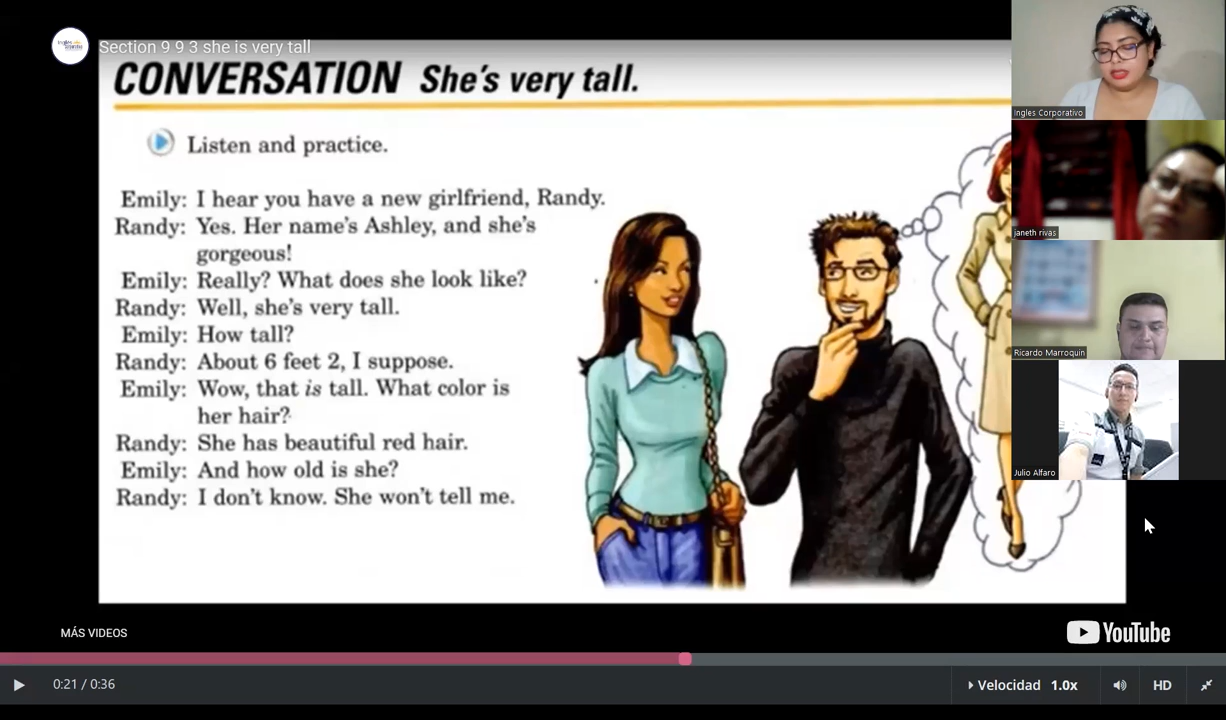 Section 9 9 3 she is very tall
CONVERSATION She's very tall.
Listen and practice.
Emily: I hear you have a new girlfriend, Randy.
Randy: Yes. Her name's Ashley, and she's
gorgeous!
Emily: Really? What does she look like?
Randy: Well, she's very tall.
Emily: How tall?
Randy: About 6 feet 2, I suppose.
Emily: Wow, that is tall. What color is
her hair?
Randy: She has beautiful red hair.
Emily: And how old is she?
Randy: I don't know. She won't tell me.
Ingles Corporativo
janeth rivas
Ricardo Marroquin
Julio Alfaro
MÁS VIDEOS
YouTube
0:21 / 0:36
Velocidad 1.0x
HD